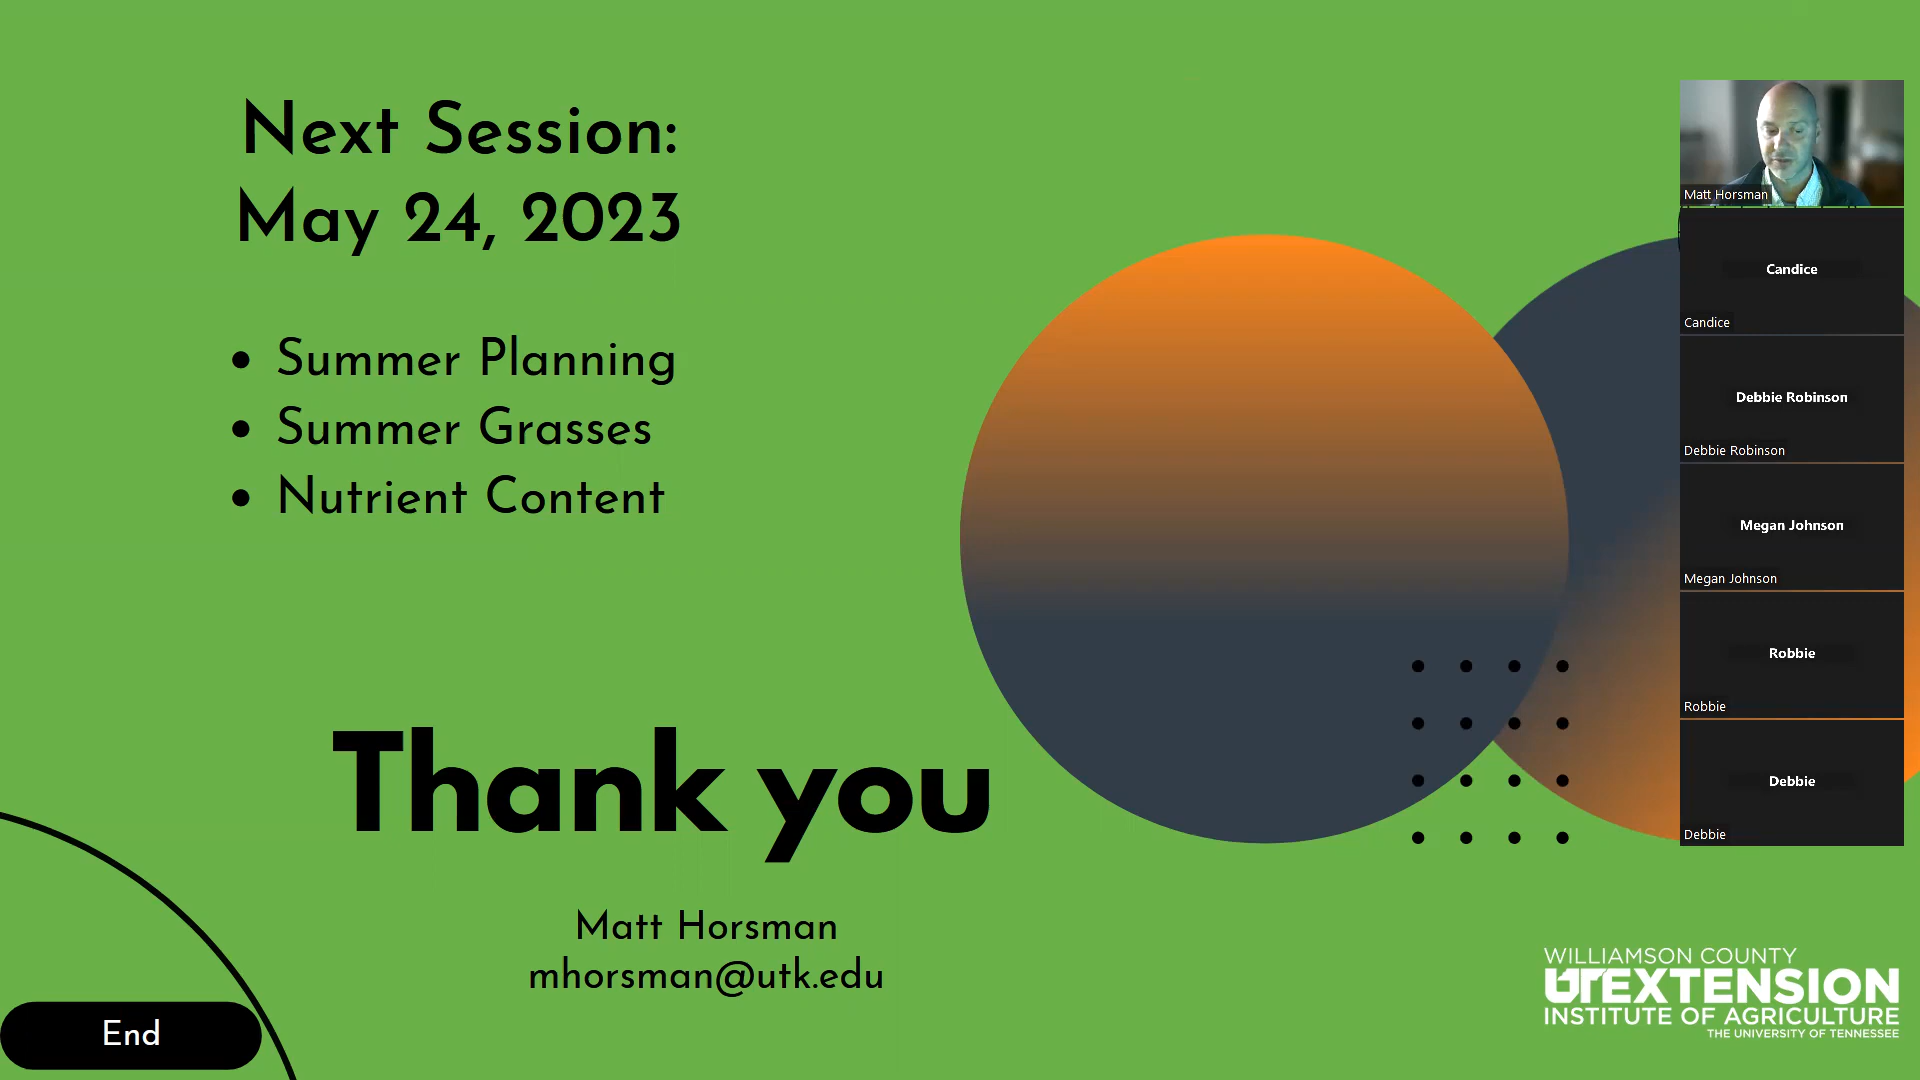 Next Session:
May 24, 2023
• Summer Planning
• Summer Grasses
• Nutrient Content
Thank you
Matt Horsman
mhorsman@utk.edu
End
Matt Horsman
Candice
Candice
Debbie Robinson
Debbie Robinson
Megan Johnson
Megan Johnson
Robbie
Robbie
Debbie
Debbie
WILLIAMSON COUNTY
UT EXTENSION
INSTITUTE OF AGRICULTURE
THE UNIVERSITY OF TENNESSEE